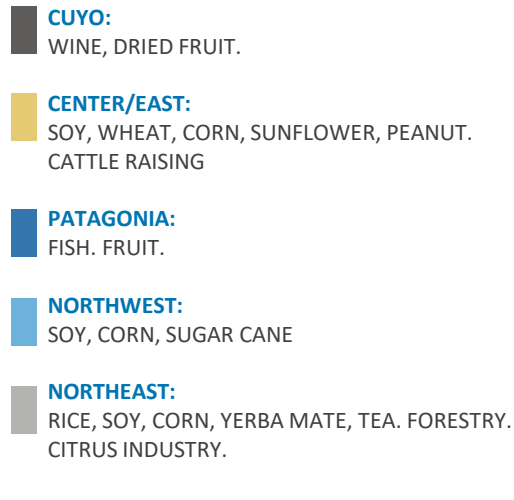 CUYO:
WINE, DRIED FRUIT.
CENTER/EAST:
SOY, WHEAT, CORN, SUNFLOWER, PEANUT.
CATTLE RAISING
PATAGONIA:
FISH. FRUIT.
NORTHWEST:
SOY, CORN, SUGAR CANE
NORTHEAST:
RICE, SOY, CORN, YERBA MATE, TEA. FORESTRY.
CITRUS INDUSTRY.